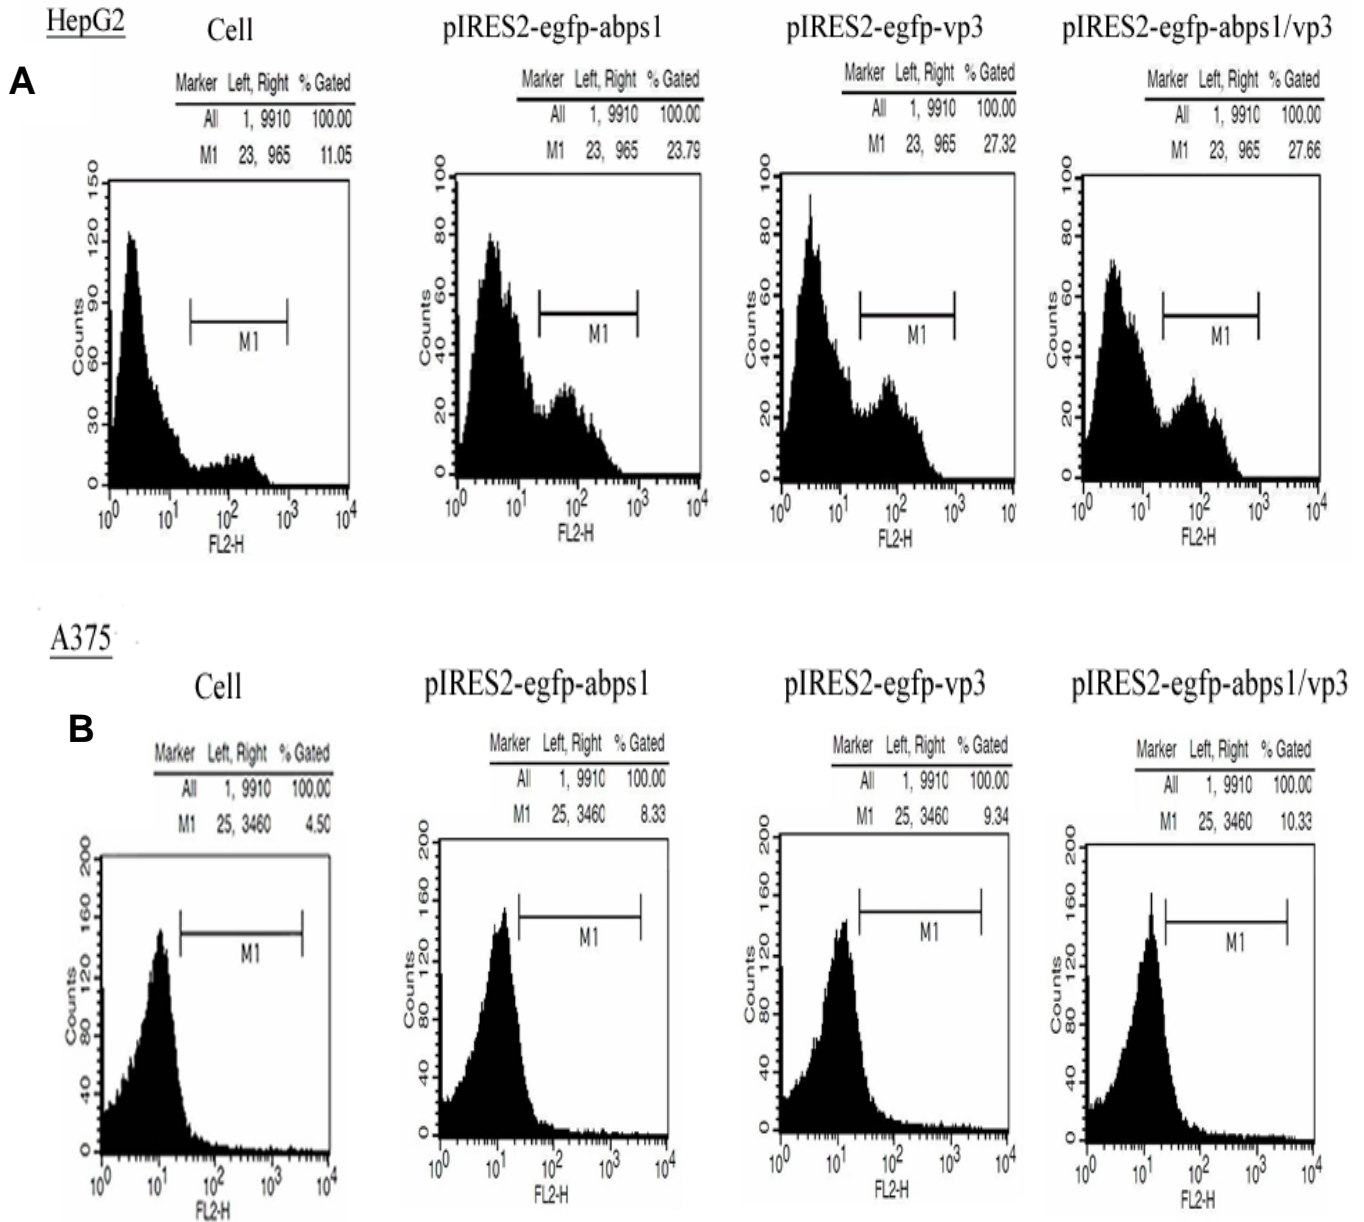 HepG2
Cell pIRES2-egfp-abps1 pIRES2-egfp-vp3 pIRES2-egfp-abps1/vp3
A
Marker Left, Right % Gated
All 1, 9910 100.00
M1 23, 965 11.05
Marker Left, Right % Gated
All 1, 9910 100.00
M1 23, 965 23.79
Marker Left, Right % Gated
All 1, 9910 100.00
M1 23, 965 27.32
Marker Left, Right % Gated
All 1, 9910 100.00
M1 23, 965 27.66
Counts
0 30 60 90 120 150
M1
10^0 10^1 10^2 10^3 10^4
FL2-H
Counts
0 20 40 60 80 100
M1
10^0 10^1 10^2 10^3 10^4
FL2-H
Counts
0 20 40 60 80 100
M1
10^0 10^1 10^2 10^3 10
FL2-H
Counts
0 20 40 60 80 100
M1
10^0 10^1 10^2 10^3 10^4
FL2-H
A375
Cell pIRES2-egfp-abps1 pIRES2-egfp-vp3 pIRES2-egfp-abps1/vp3
B
Marker Left, Right % Gated
All 1, 9910 100.00
M1 25, 3460 4.50
Marker Left, Right % Gated
All 1, 9910 100.00
M1 25, 3460 8.33
Marker Left, Right % Gated
All 1, 9910 100.00
M1 25, 3460 9.34
Marker Left, Right % Gated
All 1, 9910 100.00
M1 25, 3460 10.33
Counts
0 40 80 120 160 200
M1
10^0 10^1 10^2 10^3 10^4
FL2-H
Counts
0 40 80 120 160 200
M1
10^0 10^1 10^2 10^3 10^4
FL2-H
Counts
0 40 80 120 160 200
M1
10^0 10^1 10^2 10^3 10^4
FL2-H
Counts
0 40 80 120 160 200
M1
10^0 10^1 10^2 10^3 10^4
FL2-H